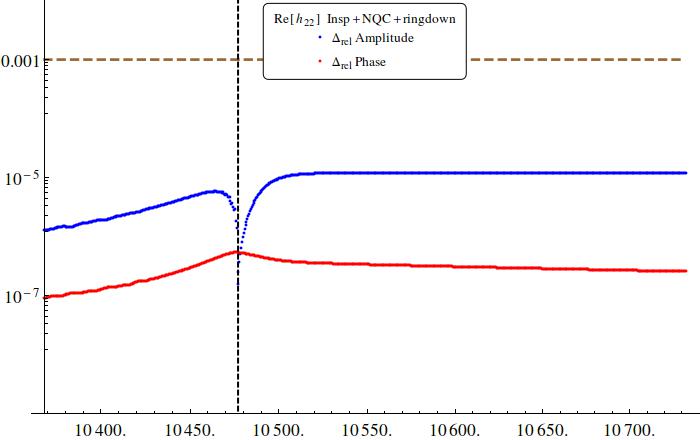 Re[h22] Insp+NQC+ringdown
Δrel Amplitude
Δrel Phase
0.001
10−5
10−7
10 400. 10 450. 10 500. 10 550. 10 600. 10 650. 10 700.